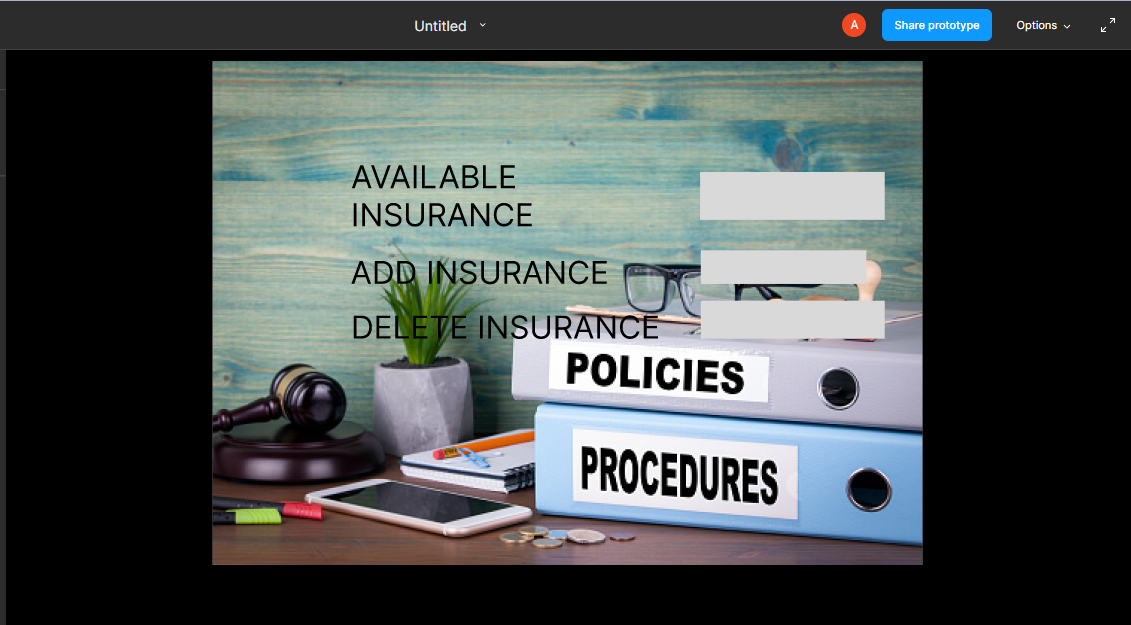 Untitled
A
Share prototype
Options
AVAILABLE
INSURANCE
ADD INSURANCE
DELETE INSURANCE
POLICIES
PROCEDURES